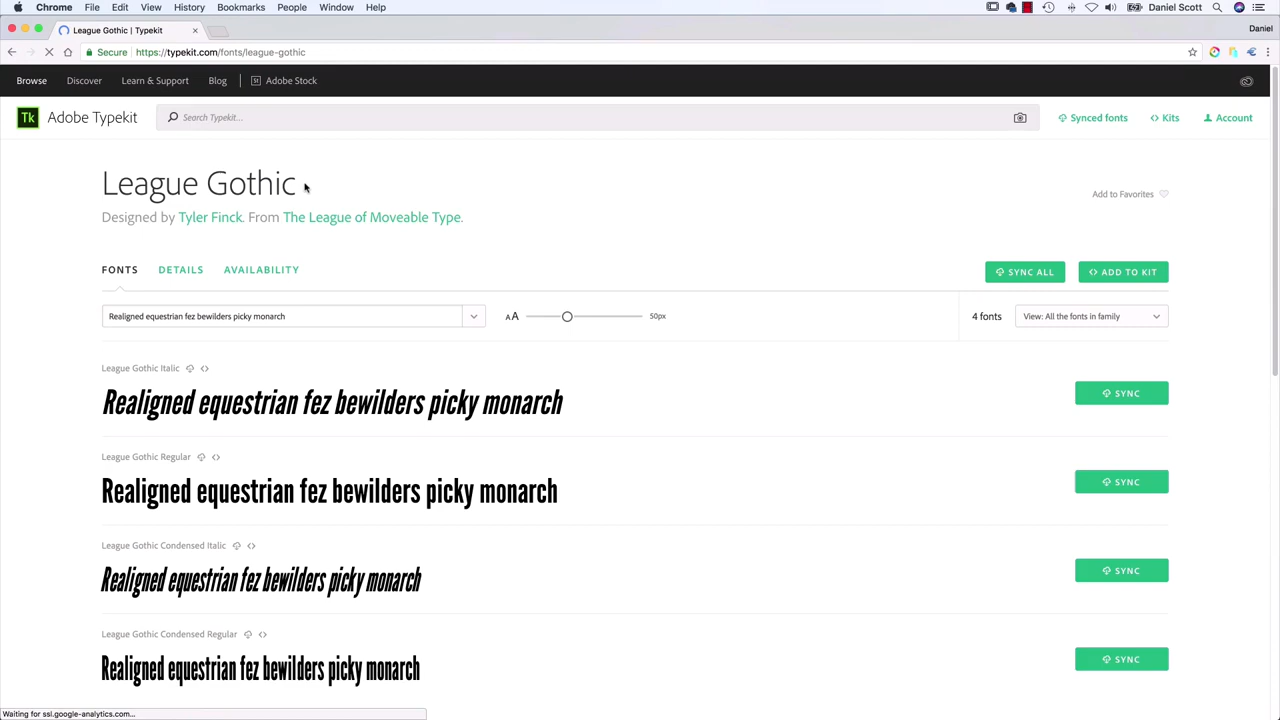 Chrome File Edit View History Bookmarks People Window Help Daniel Scott
League Gothic | Typekit Daniel
Secure https://typekit.com/fonts/league-gothic
Browse Discover Learn & Support Blog St Adobe Stock
Tk Adobe Typekit Search Typekit... Synced fonts Kits Account
League Gothic
Add to Favorites
Designed by Tyler Finck. From The League of Moveable Type.
FONTS DETAILS AVAILABILITY SYNC ALL ADD TO KIT
Realigned equestrian fez bewilders picky monarch AA 50px 4 fonts View: All the fonts in family
League Gothic Italic
Realigned equestrian fez bewilders picky monarch SYNC
League Gothic Regular
Realigned equestrian fez bewilders picky monarch SYNC
League Gothic Condensed Italic
Realigned equestrian fez bewilders picky monarch SYNC
League Gothic Condensed Regular
Realigned equestrian fez bewilders picky monarch SYNC
Waiting for ssl.google-analytics.com...